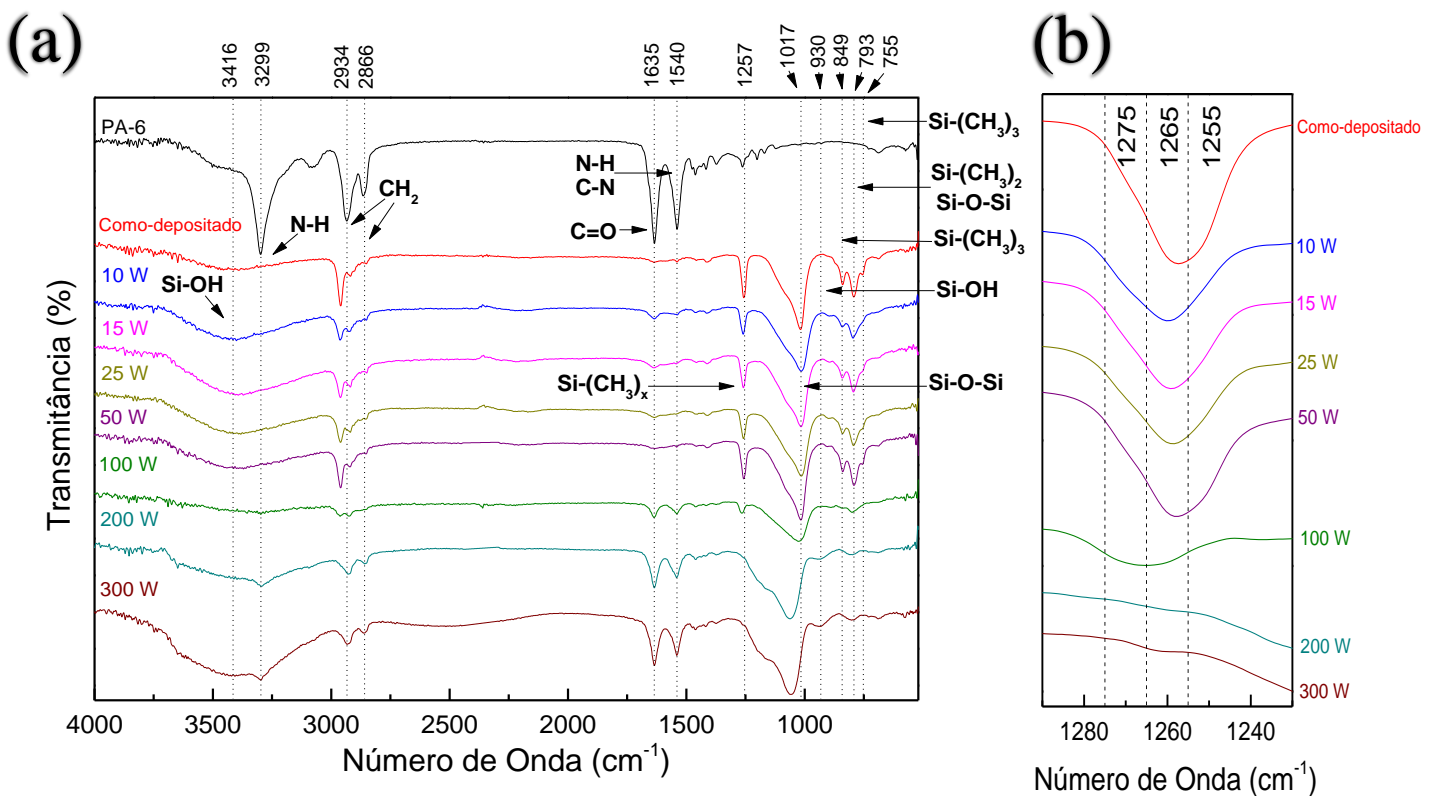 (a)
3416
3299
2934
2866
1635
1540
1257
1017
930
849
793
755
PA-6
Como-depositado
10 W
15 W
25 W
50 W
100 W
200 W
300 W
Si-OH
N-H
CH2
N-H
C-N
C=O
Si-(CH3)x
Si-(CH3)3
Si-(CH3)2
Si-O-Si
Si-(CH3)3
Si-OH
Si-O-Si
Transmitância (%)
4000 3500 3000 2500 2000 1500 1000
Número de Onda (cm-1)
(b)
1275
1265
1255
Como-depositado
10 W
15 W
25 W
50 W
100 W
200 W
300 W
1280 1260 1240
Número de Onda (cm-1)